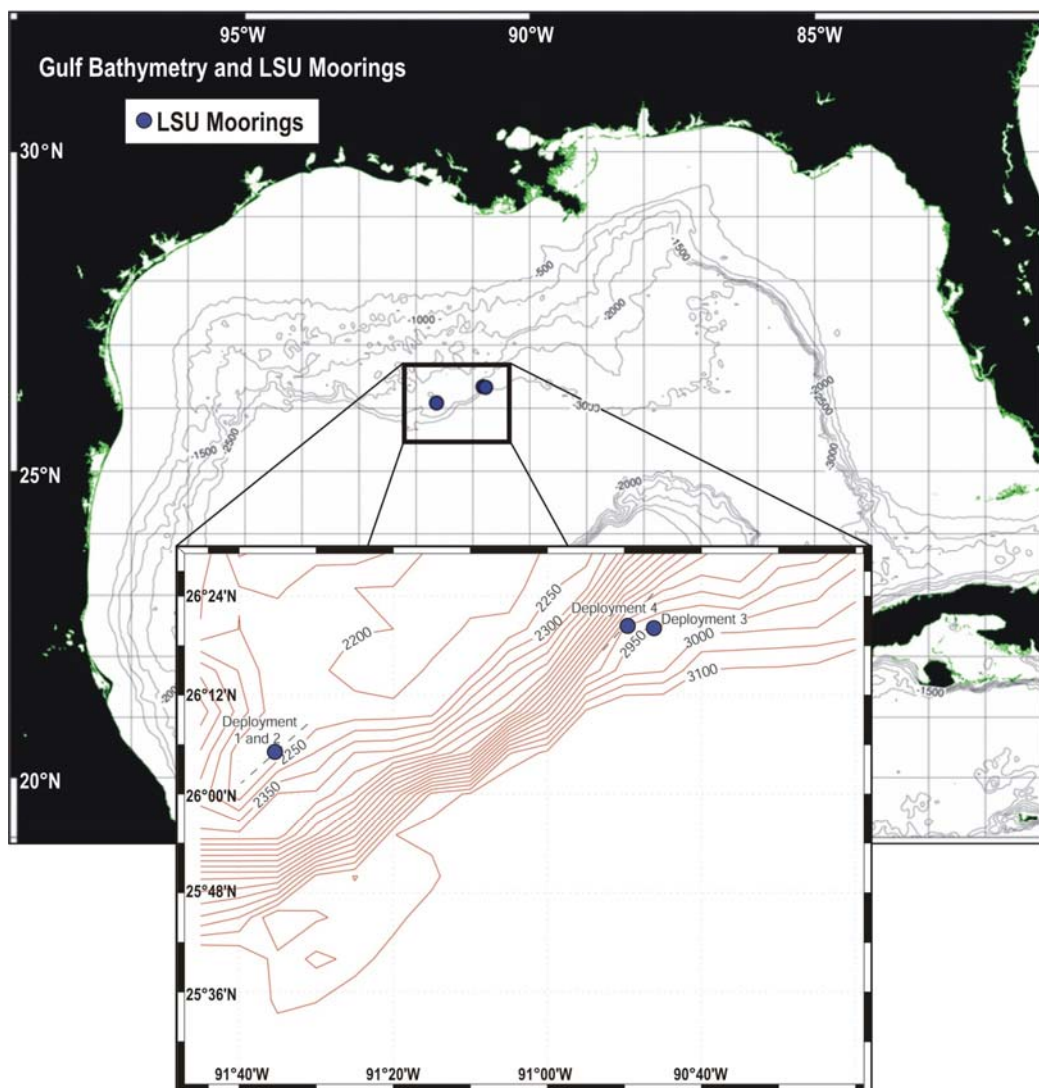 95°W
90°W
85°W
Gulf Bathymetry and LSU Moorings
LSU Moorings
30°N
25°N
20°N
-500
-1000
-1500
-2000
-3000
-1500
-2500
-2000
-2500
-3000
-2000
-1500
26°24'N
26°12'N
26°00'N
25°48'N
25°36'N
2200
2250
2300
Deployment 4
Deployment 3
2950
3000
3100
Deployment
1 and 2
2250
2350
91°40'W
91°20'W
91°00'W
90°40'W